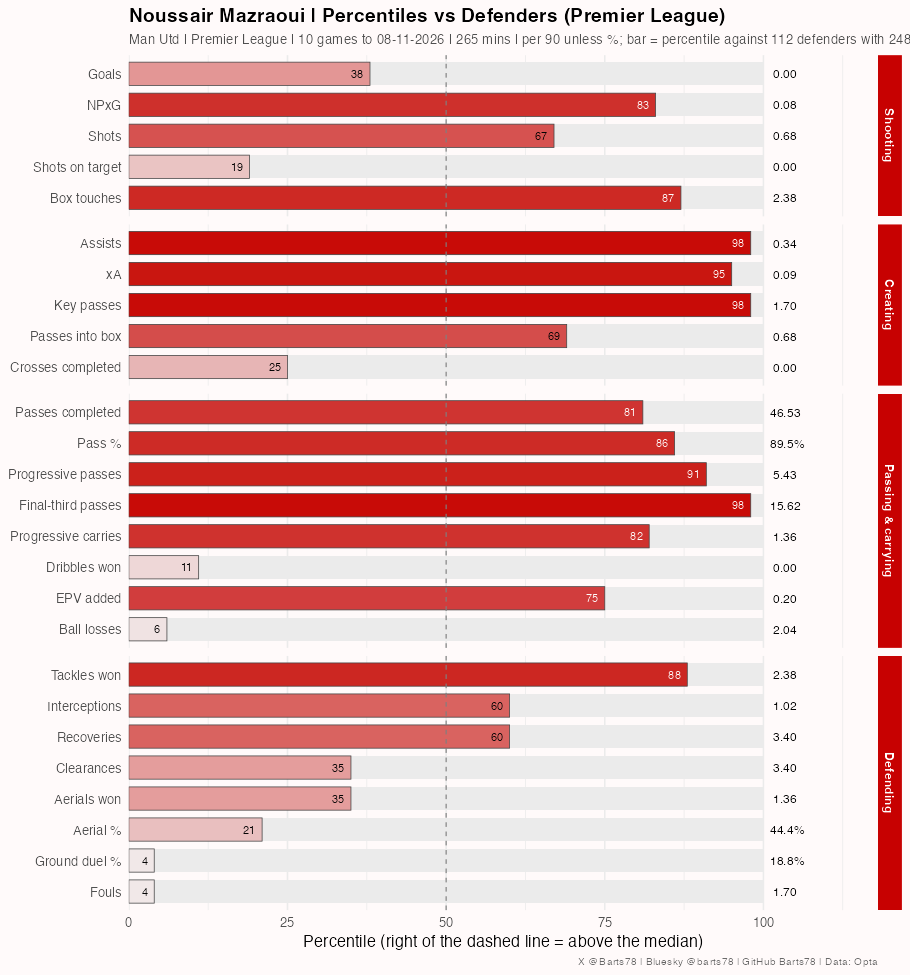 Noussair Mazraoui | Percentiles vs Defenders (Premier League)
Man Utd | Premier League | 10 games to 08-11-2026 | 265 mins | per 90 unless %; bar = percentile against 112 defenders with 248
Goals 38 0.00
NPxG 83 0.08
Shots 67 0.68
Shots on target 19 0.00
Box touches 87 2.38
Shooting
Assists 98 0.34
xA 95 0.09
Key passes 98 1.70
Passes into box 69 0.68
Crosses completed 25 0.00
Creating
Passes completed 81 46.53
Pass % 86 89.5%
Progressive passes 91 5.43
Final-third passes 98 15.62
Progressive carries 82 1.36
Dribbles won 11 0.00
EPV added 75 0.20
Ball losses 6 2.04
Passing & carrying
Tackles won 88 2.38
Interceptions 60 1.02
Recoveries 60 3.40
Clearances 35 3.40
Aerials won 35 1.36
Aerial % 21 44.4%
Ground duel % 4 18.8%
Fouls 4 1.70
Defending
0 25 50 75 100
Percentile (right of the dashed line = above the median)
X @Barts78 | Bluesky @barts78 | GitHub Barts78 | Data: Opta